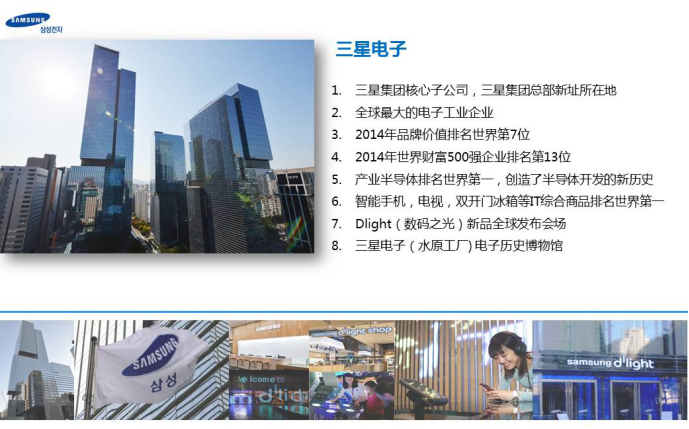 SAMSUNG
삼성전자
三星电子
1. 三星集团核心子公司，三星集团总部新址所在地
2. 全球最大的电子工业企业
3. 2014年品牌价值排名世界第7位
4. 2014年世界财富500强企业排名第13位
5. 产业半导体排名世界第一，创造了半导体开发的新历史
6. 智能手机，电视，双开门冰箱等IT综合商品排名世界第一
7. Dlight（数码之光）新品全球发布会场
8. 三星电子（水原工厂) 电子历史博物馆
SAMSUNG
삼성
SAMSUNG
Welcome to
d'light shop
samsung d'light